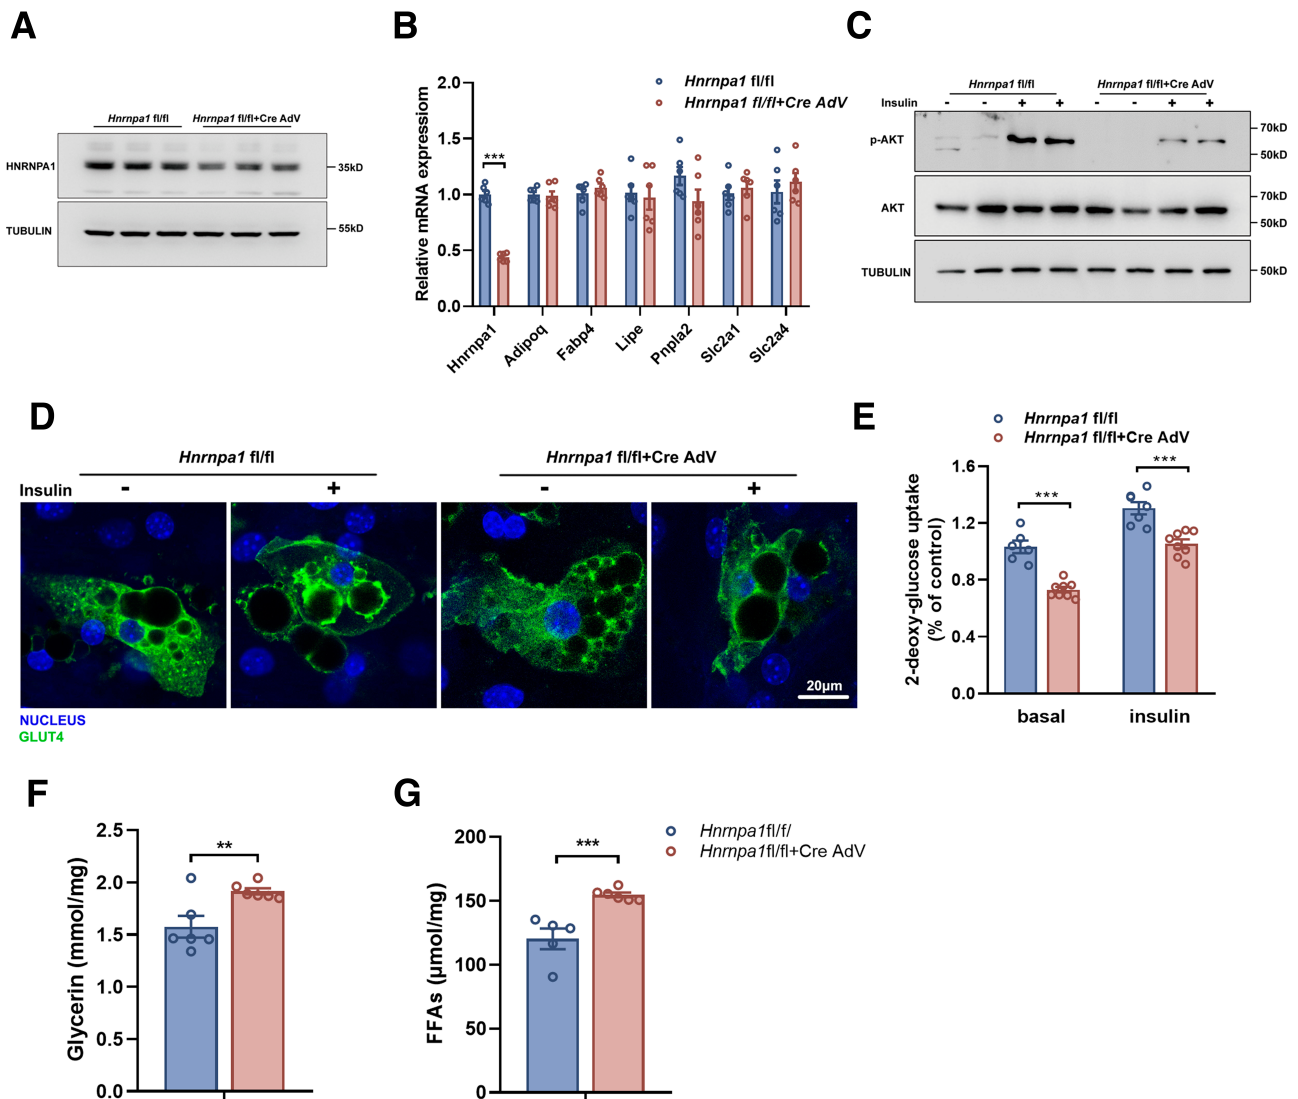 A
Hnrnpa1 fl/fl Hnrnpa1 fl/fl+Cre AdV
HNRNPA1
35kD
TUBULIN
55kD
B
Hnrnpa1 fl/fl
Hnrnpa1 fl/fl+Cre AdV
Relative mRNA expressiom
2.0
1.5
1.0
0.5
0.0
***
Hnrnpa1
Adipoq
Fabp4
Lipe
Pnpla2
Slc2a1
Slc2a4
C
Hnrnpa1 fl/fl Hnrnpa1 fl/fl+Cre AdV
Insulin - - + + - - + +
p-AKT
70kD
50kD
AKT
70kD
50kD
TUBULIN
50kD
D
Hnrnpa1 fl/fl Hnrnpa1 fl/fl+Cre AdV
Insulin - + - +
20μm
NUCLEUS
GLUT4
E
Hnrnpa1 fl/fl
Hnrnpa1 fl/fl+Cre AdV
2-deoxy-glucose uptake
(% of control)
1.6
1.2
0.8
0.4
0.0
*** ***
basal insulin
F
Glycerin (mmol/mg)
2.5
2.0
1.5
1.0
0.5
0.0
**
G
FFAs (μmol/mg)
200
150
100
50
0
***
Hnrnpa1fl/f/
Hnrnpa1fl/fl+Cre AdV